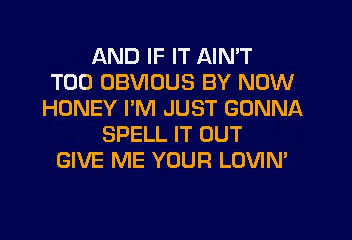 AND IF IT AIN'T
TOO OBVIOUS BY NOW
HONEY I'M JUST GONNA
SPELL IT OUT
GIVE ME YOUR LOVIN'